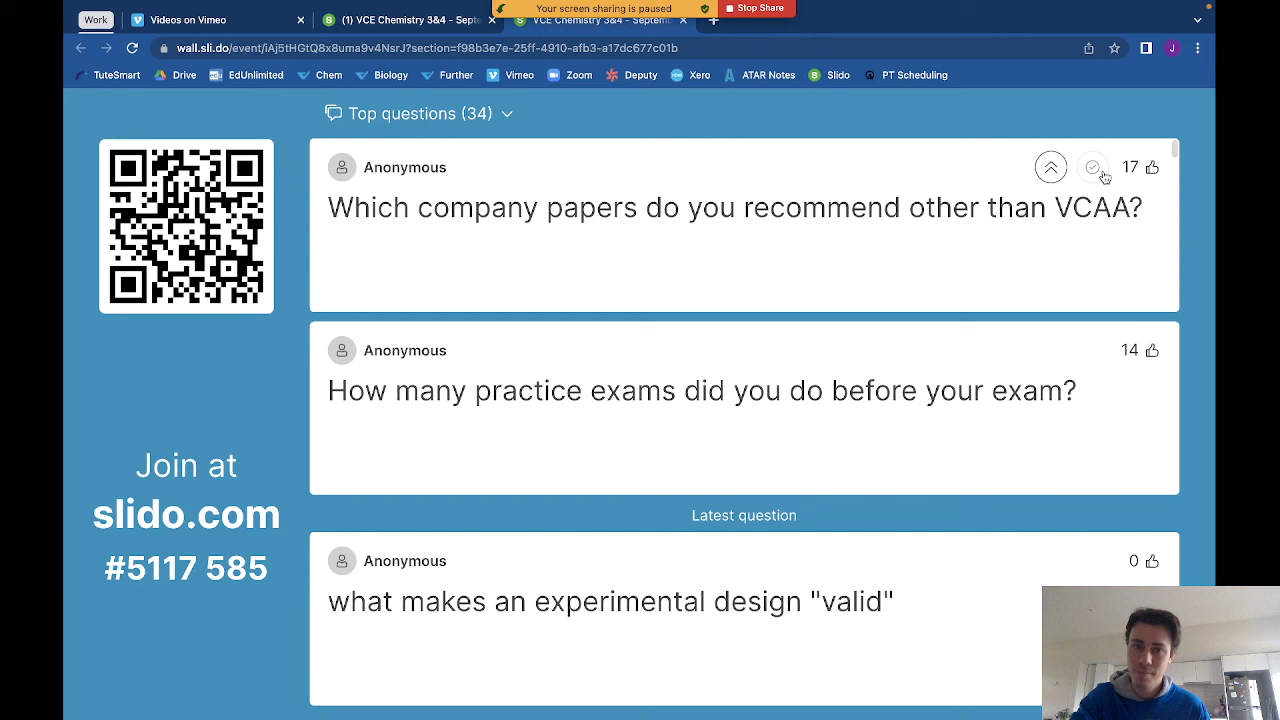 Your screen sharing is paused
Stop Share
Work
Videos on Vimeo
(1) VCE Chemistry 3&4 - Septe
VCE Chemistry 3&4 - Septemb
wall.sli.do/event/iAj5tHGtQ8x8uma9v4NsrJ?section=f98b3e7e-25ff-4910-afb3-a17dc677c01b
J
TuteSmart
Drive
EdUnlimited
Chem
Biology
Further
Vimeo
Zoom
Deputy
Xero
ATAR Notes
Slido
PT Scheduling
Top questions (34)
Anonymous
17
Which company papers do you recommend other than VCAA?
Anonymous
14
How many practice exams did you do before your exam?
Join at
slido.com
#5117 585
Latest question
Anonymous
0
what makes an experimental design "valid"